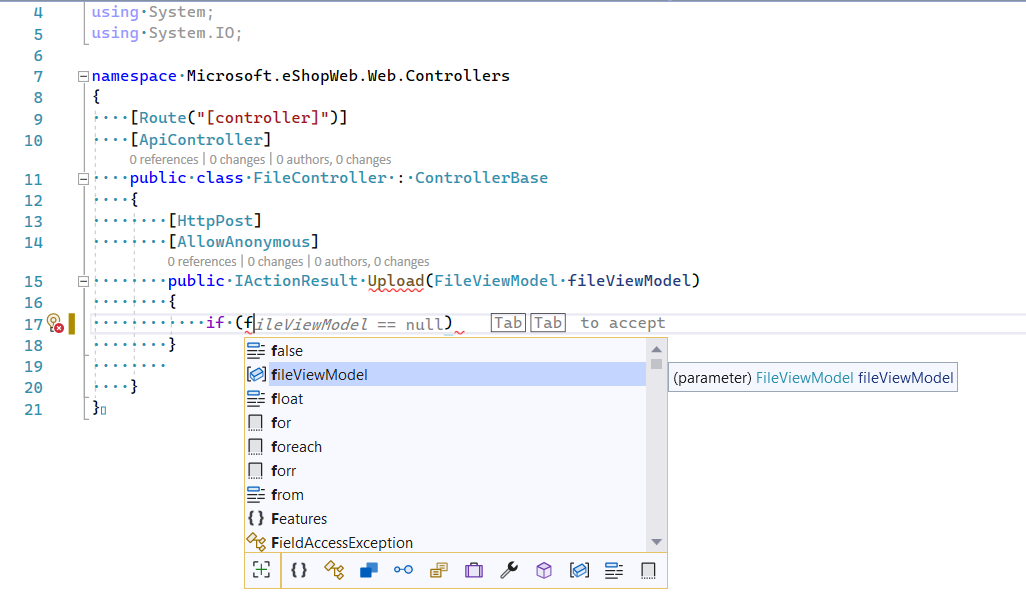 4 using System;
5 using System.IO;
6
7 namespace Microsoft.eShopWeb.Web.Controllers
8 {
9 [Route("[controller]")]
10 [ApiController]
0 references | 0 changes | 0 authors, 0 changes
11 public class FileController : ControllerBase
12 {
13 [HttpPost]
14 [AllowAnonymous]
0 references | 0 changes | 0 authors, 0 changes
15 public IActionResult Upload(FileViewModel fileViewModel)
16 {
17 if (fileViewModel == null) Tab Tab to accept
18 }
19
20 }
21 }
false
fileViewModel
float
for
foreach
forr
from
Features
FieldAccessException
(parameter) FileViewModel fileViewModel